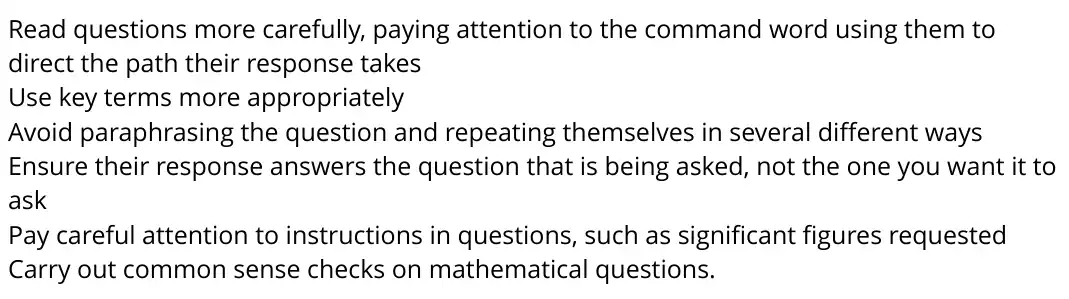 Read questions more carefully, paying attention to the command word using them to
direct the path their response takes
Use key terms more appropriately
Avoid paraphrasing the question and repeating themselves in several different ways
Ensure their response answers the question that is being asked, not the one you want it to
ask
Pay careful attention to instructions in questions, such as significant figures requested
Carry out common sense checks on mathematical questions.